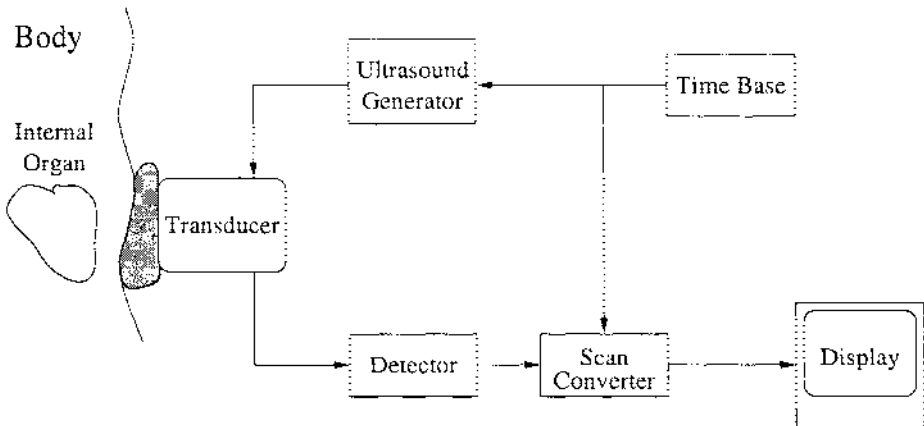 Body
Ultrasound
Generator
Time Base
Internal
Organ
Transducer
Detector
Scan
Converter
Display